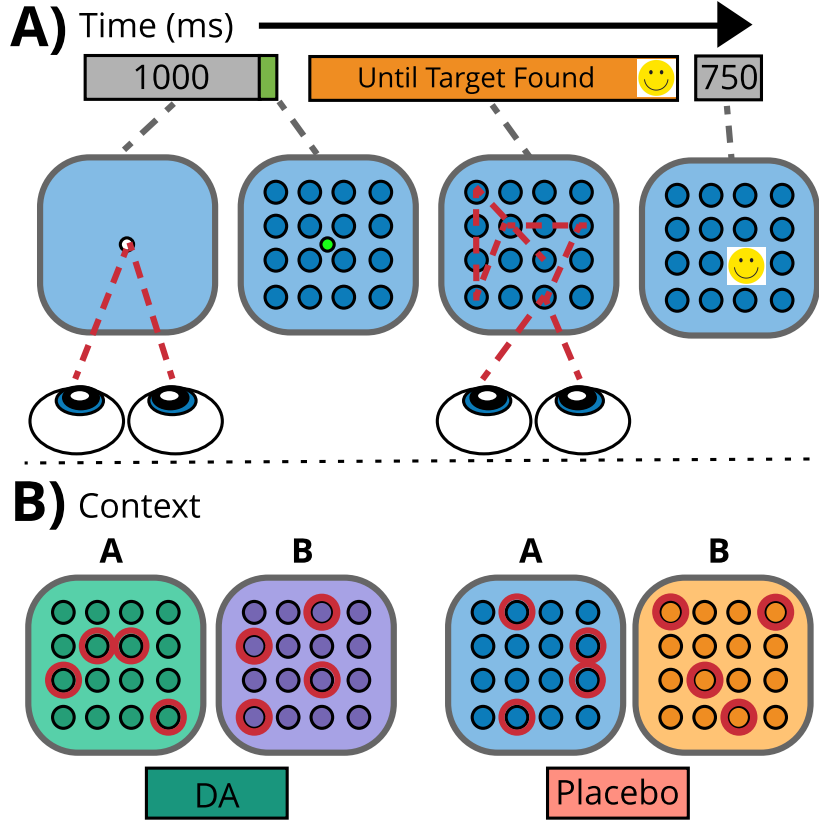 A) Time (ms)
1000 Until Target Found 750
B) Context
A B A B
DA Placebo